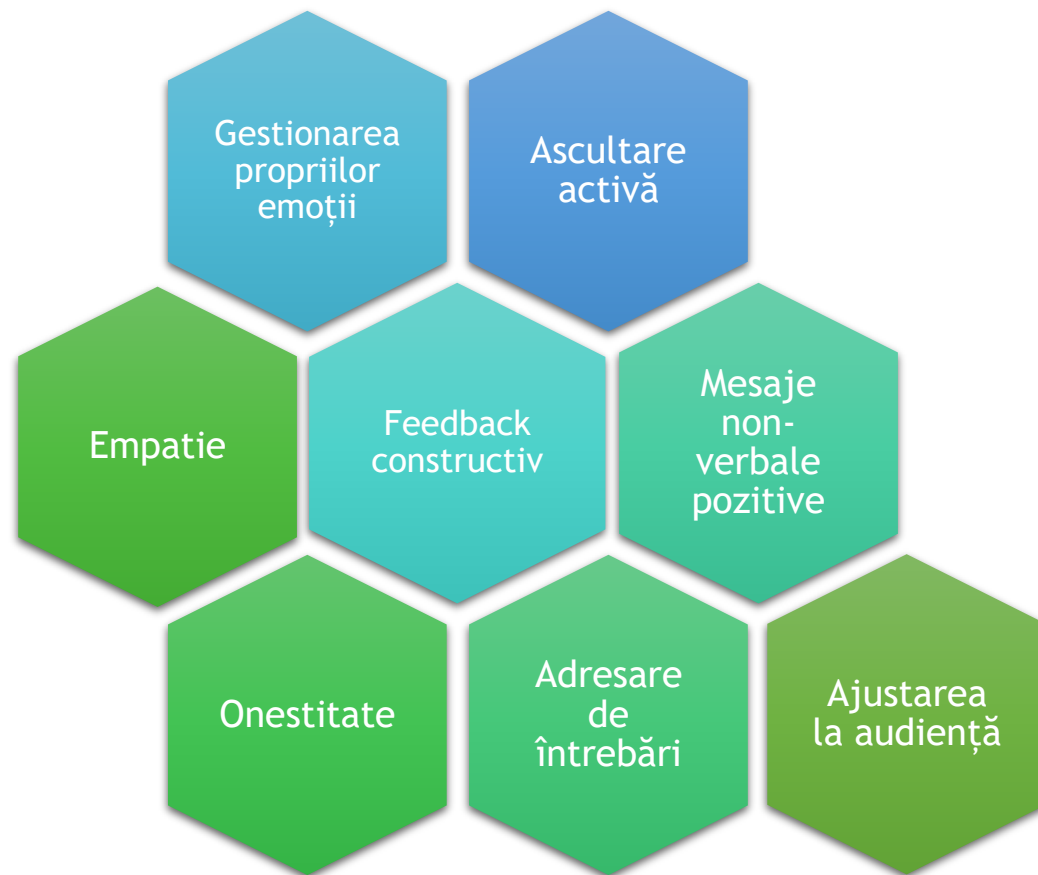 Gestionarea
propriilor
emoții
Ascultare
activă
Empatie
Feedback
constructiv
Mesaje
non-
verbale
pozitive
Onestitate
Adresare
de
întrebări
Ajustarea
la audiență